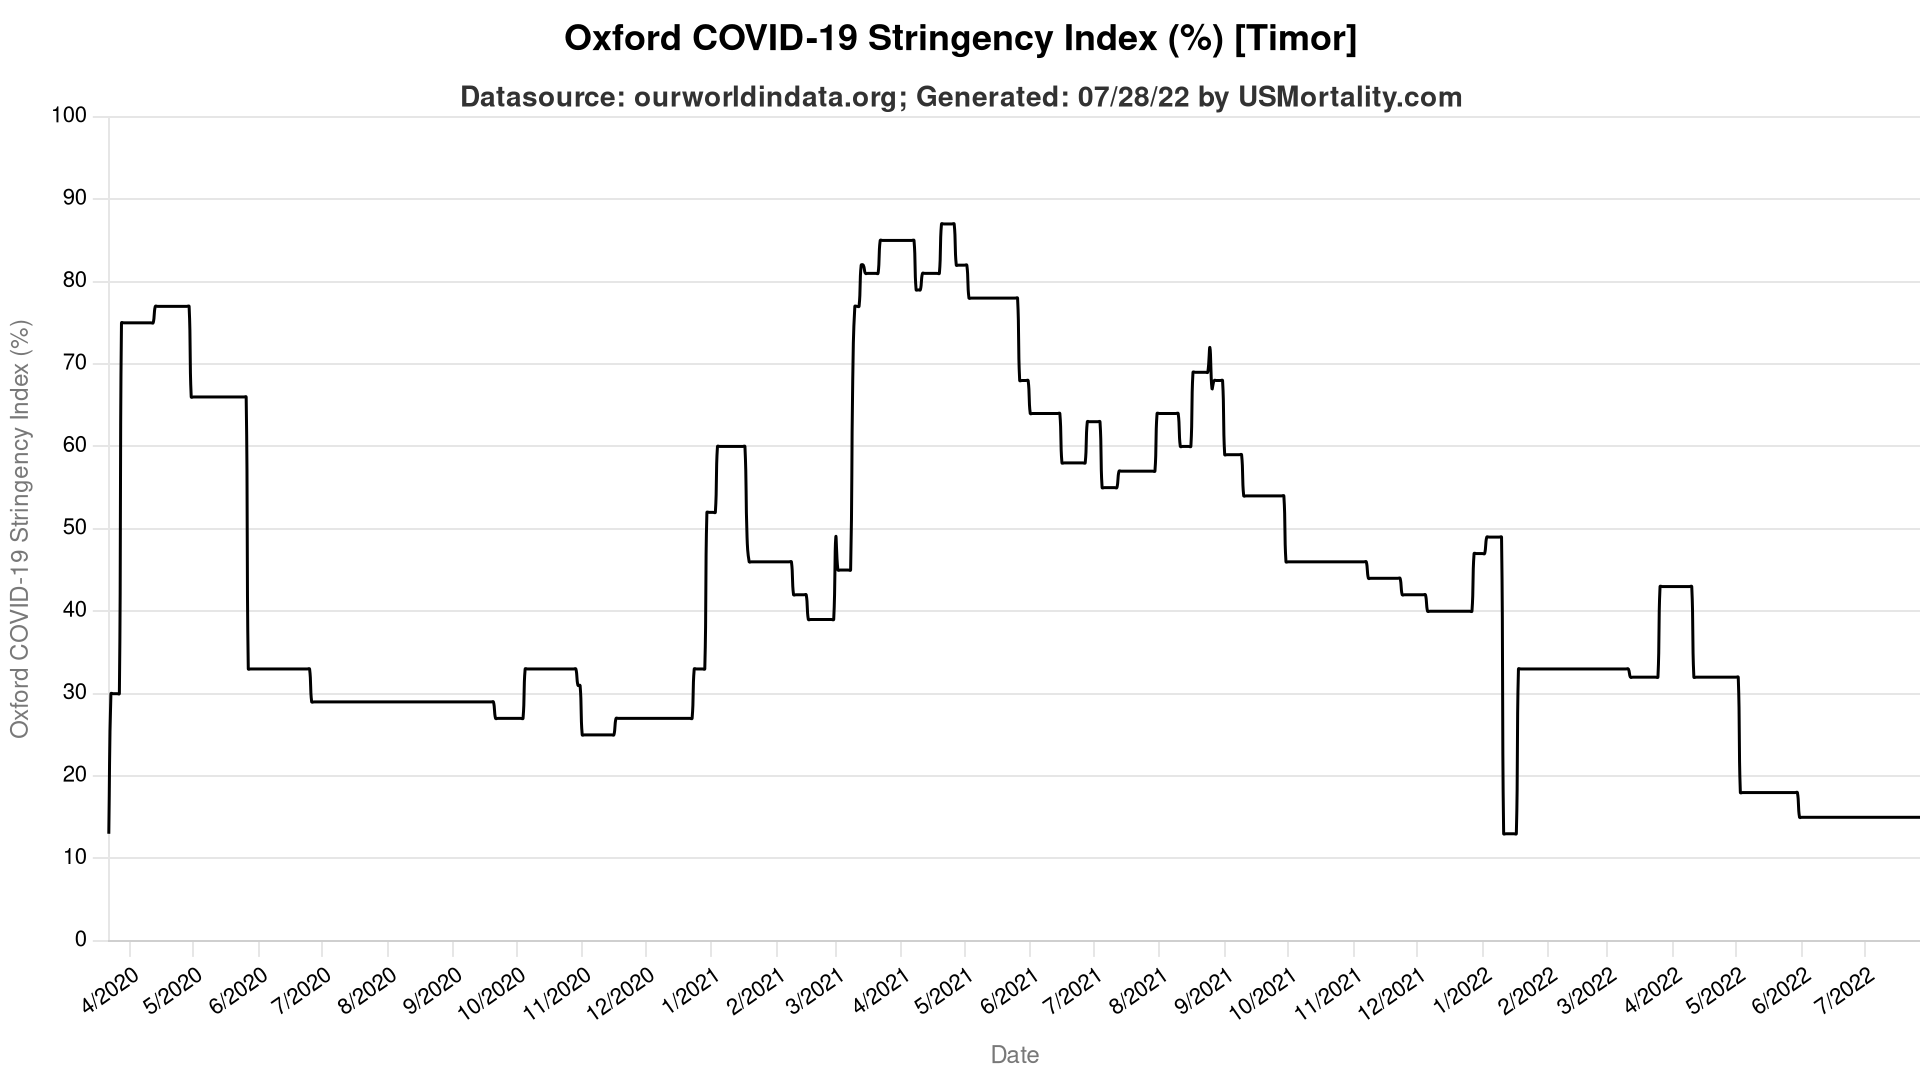 Oxford COVID-19 Stringency Index (%) [Timor]
Datasource: ourworldindata.org; Generated: 07/28/22 by USMortality.com
Oxford COVID-19 Stringency Index (%)
100
90
80
70
60
50
40
30
20
10
0
4/2020 5/2020 6/2020 7/2020 8/2020 9/2020 10/2020 11/2020 12/2020 1/2021 2/2021 3/2021 4/2021 5/2021 6/2021 7/2021 8/2021 9/2021 10/2021 11/2021 12/2021 1/2022 2/2022 3/2022 4/2022 5/2022 6/2022 7/2022
Date